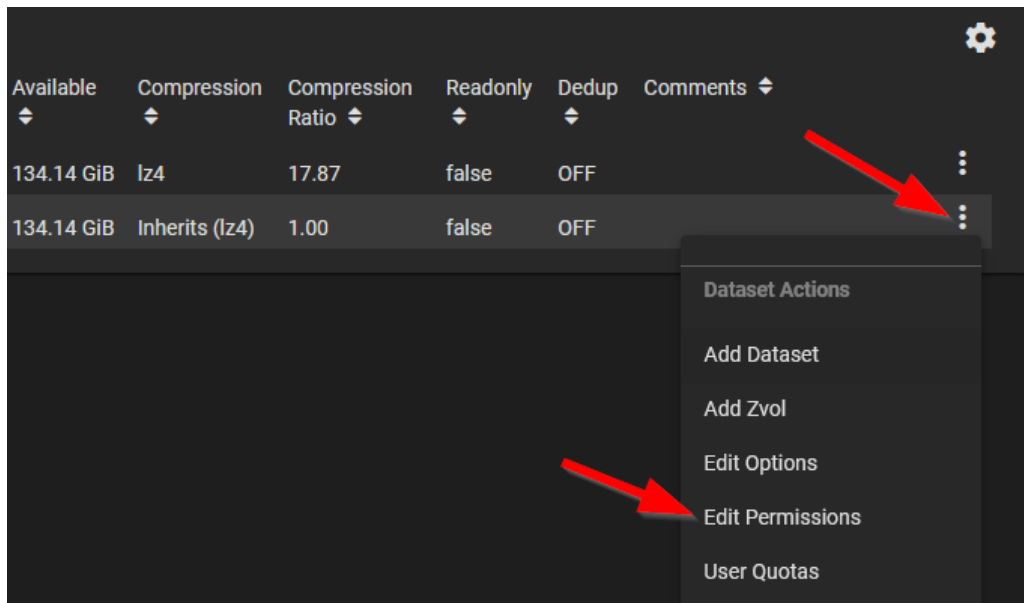 Available Compression Compression Readonly Dedup Comments
Ratio
134.14 GiB lz4 17.87 false OFF
134.14 GiB Inherits (lz4) 1.00 false OFF
Dataset Actions
Add Dataset
Add Zvol
Edit Options
Edit Permissions
User Quotas